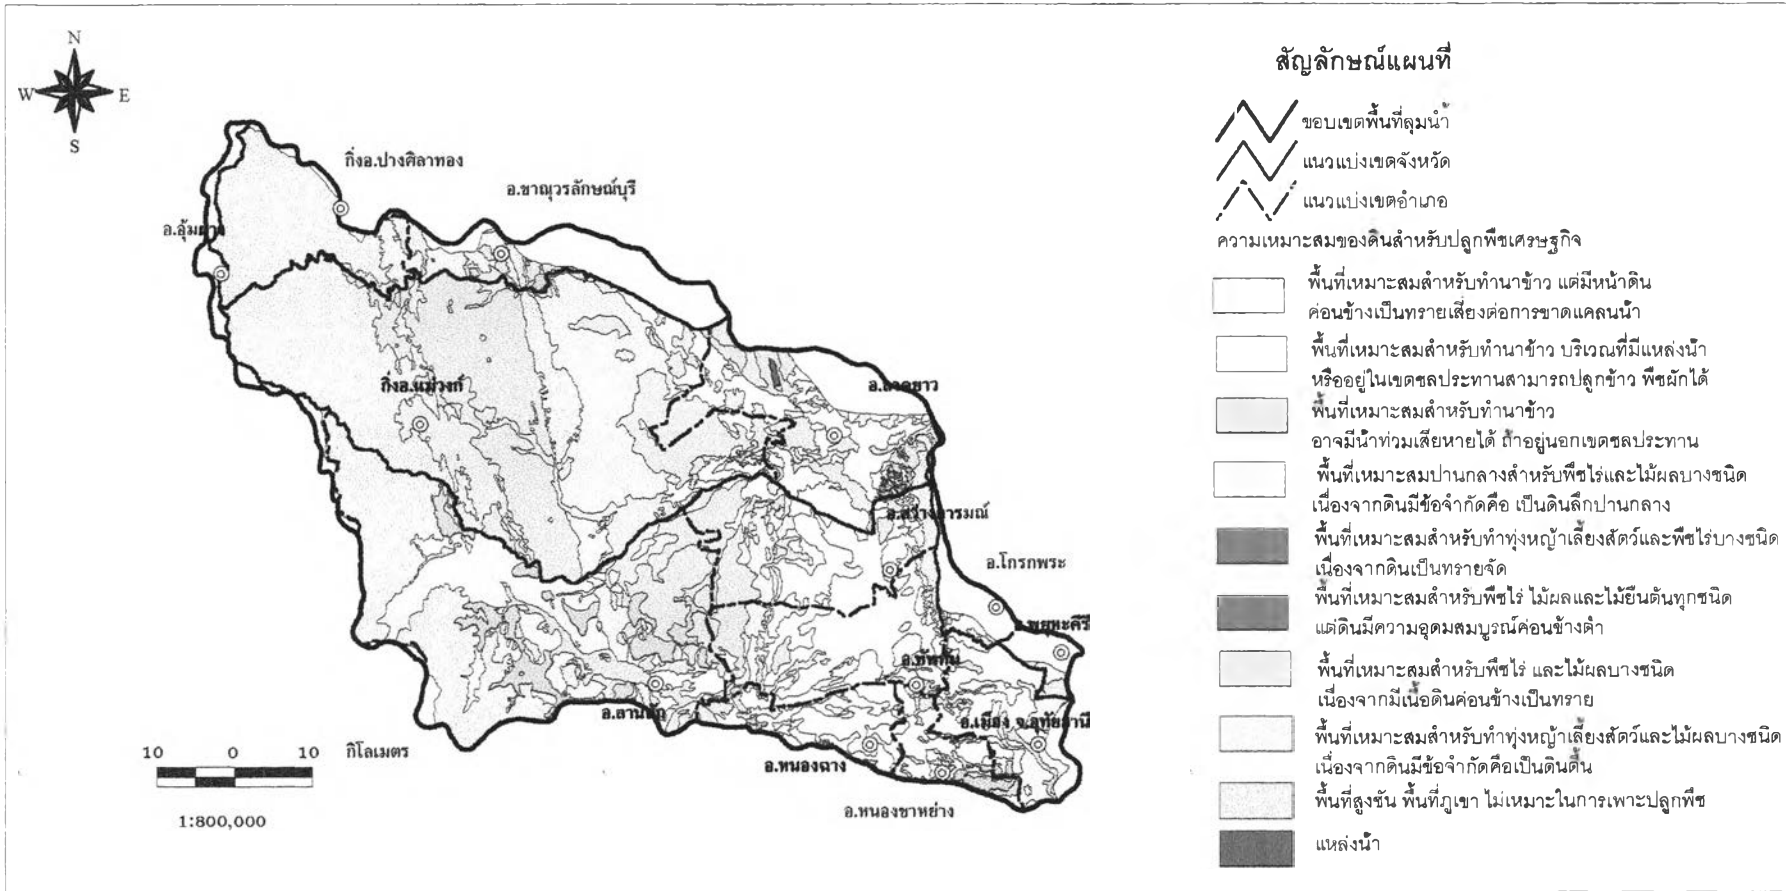 N
W E
S
กิ่งอ.ปางศิลาทอง
อ.ขาณุวรลักษณ์บุรี
อ.อุ้มผาง
กิ่งอ.แม่วงก์
อ.ลาดยาว
อ.สว่างอารมณ์
อ.โกรกพระ
อ.พยุหะคีรี
อ.ทัพทัน
อ.ลานสัก
อ.เมือง จ.อุทัยธานี
อ.หนองฉาง
อ.หนองขาหย่าง
10 0 10 กิโลเมตร
1:800,000
สัญลักษณ์แผนที่
ขอบเขตพื้นที่ลุ่มน้ำ
แนวแบ่งเขตจังหวัด
แนวแบ่งเขตอำเภอ
ความเหมาะสมของดินสำหรับปลูกพืชเศรษฐกิจ
พื้นที่เหมาะสมสำหรับทำนาข้าว แต่มีหน้าดิน
ค่อนข้างเป็นทรายเสี่ยงต่อการขาดแคลนน้ำ
พื้นที่เหมาะสมสำหรับทำนาข้าว บริเวณที่มีแหล่งน้ำ
หรืออยู่ในเขตชลประทานสามารถปลูกข้าว พืชผักได้
พื้นที่เหมาะสมสำหรับทำนาข้าว
อาจมีน้ำท่วมเสียหายได้ ถ้าอยู่นอกเขตชลประทาน
พื้นที่เหมาะสมปานกลางสำหรับพืชไร่และไม้ผลบางชนิด
เนื่องจากดินมีข้อจำกัดคือ เป็นดินลึกปานกลาง
พื้นที่เหมาะสมสำหรับทำทุ่งหญ้าเลี้ยงสัตว์และพืชไร่บางชนิด
เนื่องจากดินเป็นทรายจัด
พื้นที่เหมาะสมสำหรับพืชไร่ ไม้ผลและไม้ยืนต้นทุกชนิด
แต่ดินมีความอุดมสมบูรณ์ค่อนข้างต่ำ
พื้นที่เหมาะสมสำหรับพืชไร่ และไม้ผลบางชนิด
เนื่องจากมีเนื้อดินค่อนข้างเป็นทราย
พื้นที่เหมาะสมสำหรับทำทุ่งหญ้าเลี้ยงสัตว์และไม้ผลบางชนิด
เนื่องจากดินมีข้อจำกัดคือเป็นดินตื้น
พื้นที่สูงชัน พื้นที่ภูเขา ไม่เหมาะในการเพาะปลูกพืช
แหล่งน้ำ